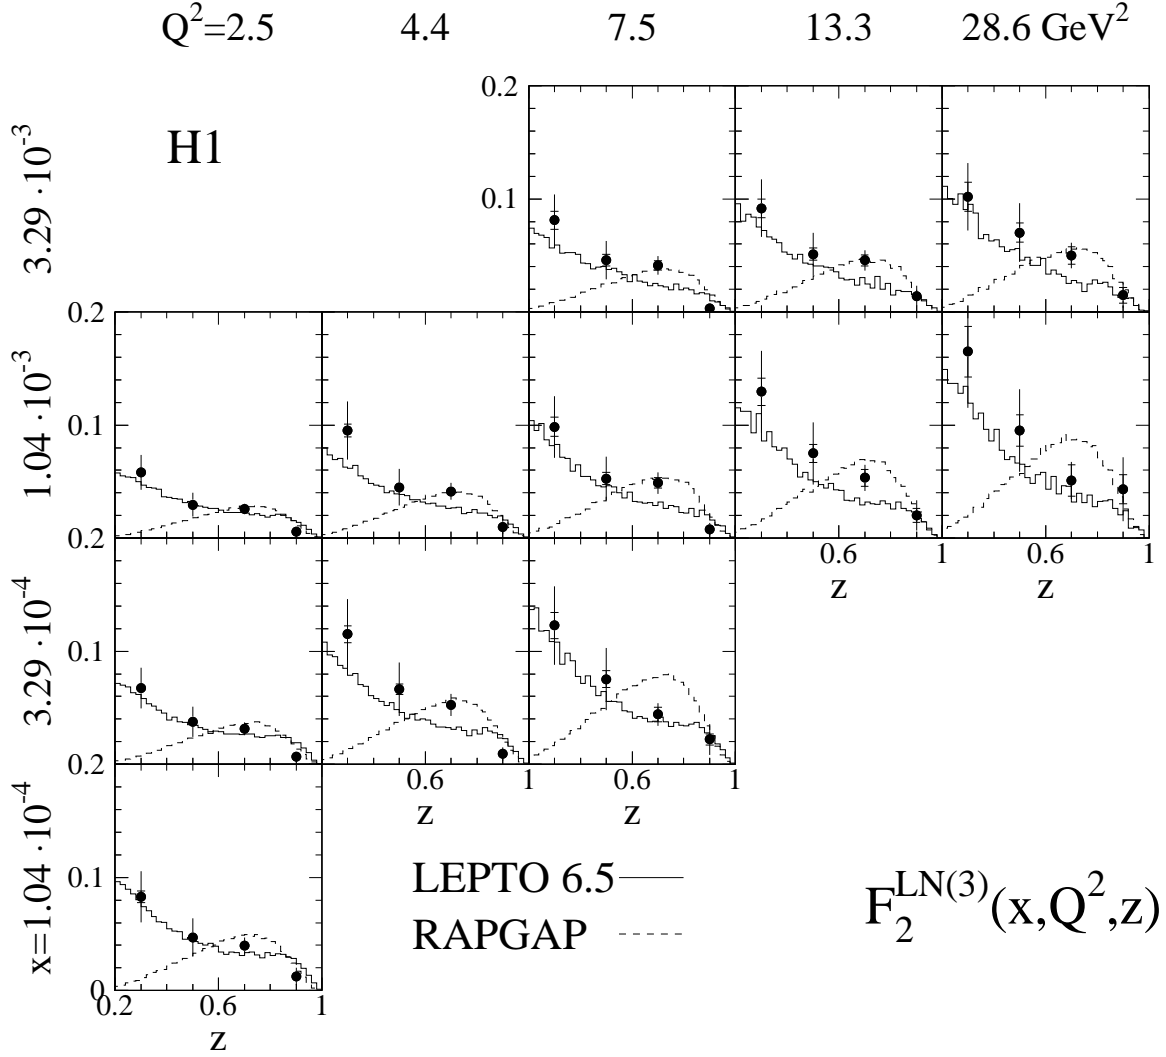 Q²=2.5 4.4 7.5 13.3 28.6 GeV²
H1
3.29 ·10⁻³
0.2
0.1
1.04 ·10⁻³
0.2
0.1
0.6 1 0.6 1
z z
3.29 ·10⁻⁴
0.2
0.1
0.6 1 0.6 1
z z
x=1.04 ·10⁻⁴
0.2
0.1
0
0.2 0.6 1
z
LEPTO 6.5
RAPGAP
F₂^LN(3)(x,Q²,z)